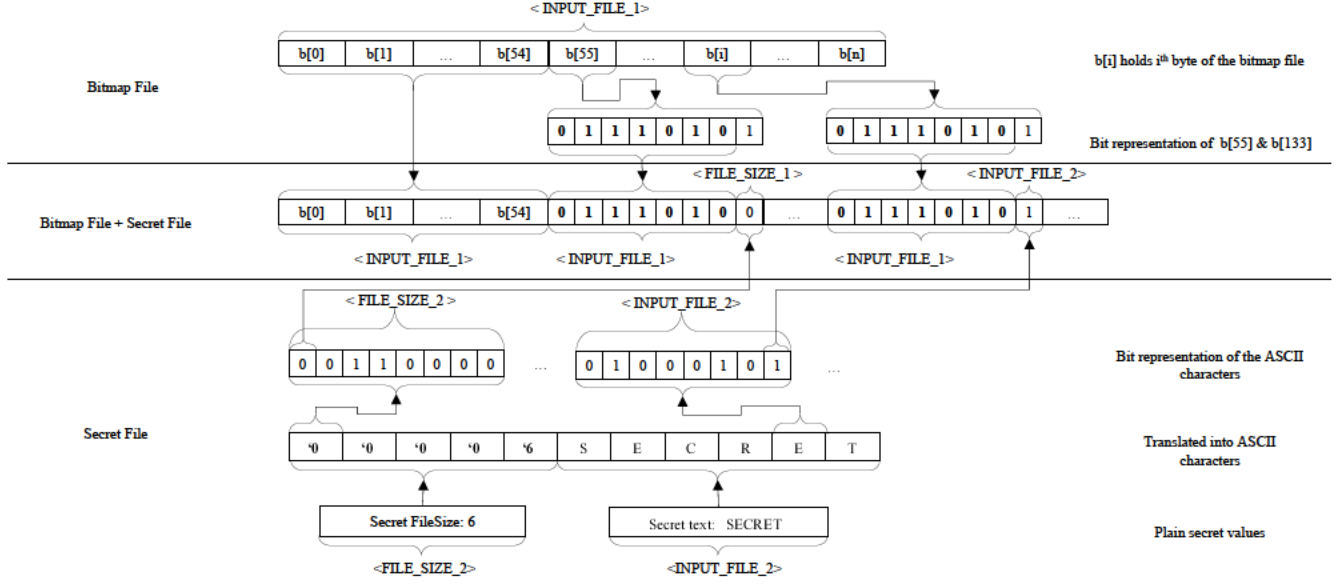 < INPUT_FILE_1>
b[0] b[1] ... b[54] b[55] ... b[i] ... b[n]
b[i] holds iᵗʰ byte of the bitmap file
Bitmap File
0 1 1 1 0 1 0 1 0 1 1 1 0 1 0 1
Bit representation of b[55] & b[133]
< FILE_SIZE_1 > < INPUT_FILE_2>
Bitmap File + Secret File
b[0] b[1] ... b[54] 0 1 1 1 0 1 0 0 ... 0 1 1 1 0 1 0 1 ...
< INPUT_FILE_1> < INPUT_FILE_1> < INPUT_FILE_1>
< FILE_SIZE_2 > < INPUT_FILE_2>
0 0 1 1 0 0 0 0 ... 0 1 0 0 0 1 0 1 ...
Bit representation of the ASCII
characters
Secret File
‘0 ‘0 ‘0 ‘0 ‘6 S E C R E T
Translated into ASCII
characters
Secret FileSize: 6 Secret text: SECRET
Plain secret values
<FILE_SIZE_2> <INPUT_FILE_2>